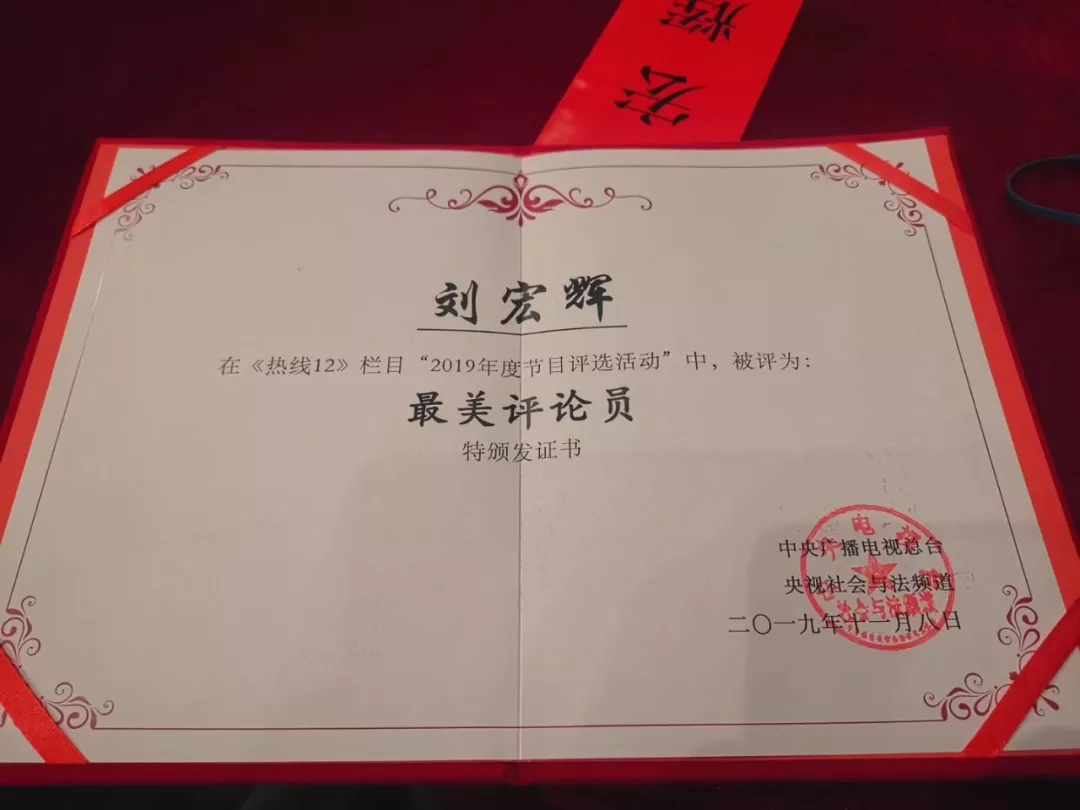 宏辉
刘宏辉
在《热线12》栏目“2019年度节目评选活动”中，被评为：
最美评论员
特颁发证书
中央广播电视总台
央视社会与法频道
二〇一九年十一月八日